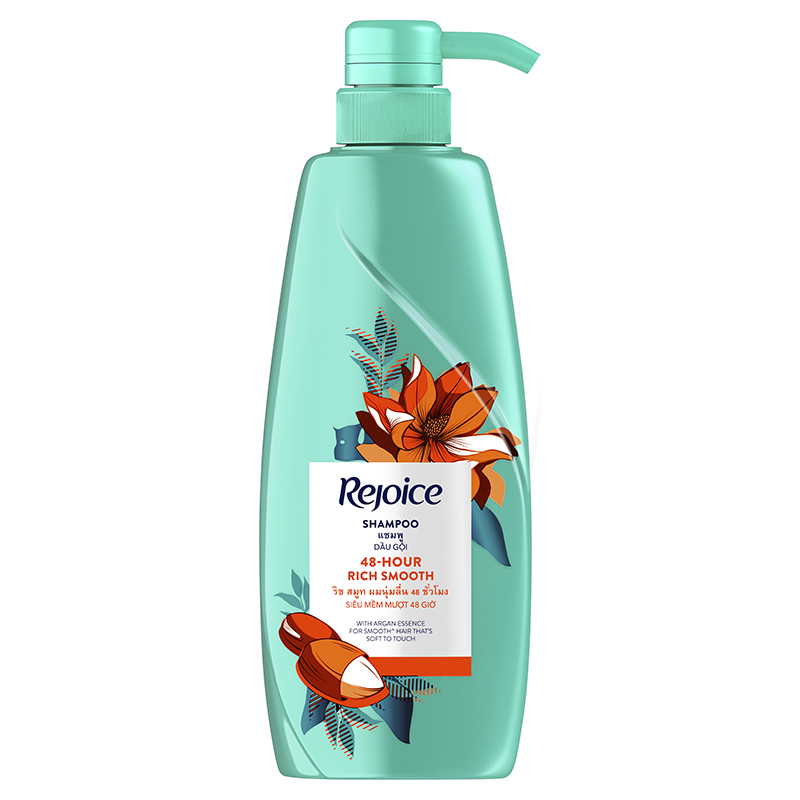 Rejoice
SHAMPOO
แชมพู
DẦU GỘI
48-HOUR
RICH SMOOTH
ริช สมูท ผมนุ่มลื่น 48 ชั่วโมง
SIÊU MỀM MƯỢT 48 GIỜ
WITH ARGAN ESSENCE
FOR SMOOTH^ HAIR THAT'S
SOFT TO TOUCH